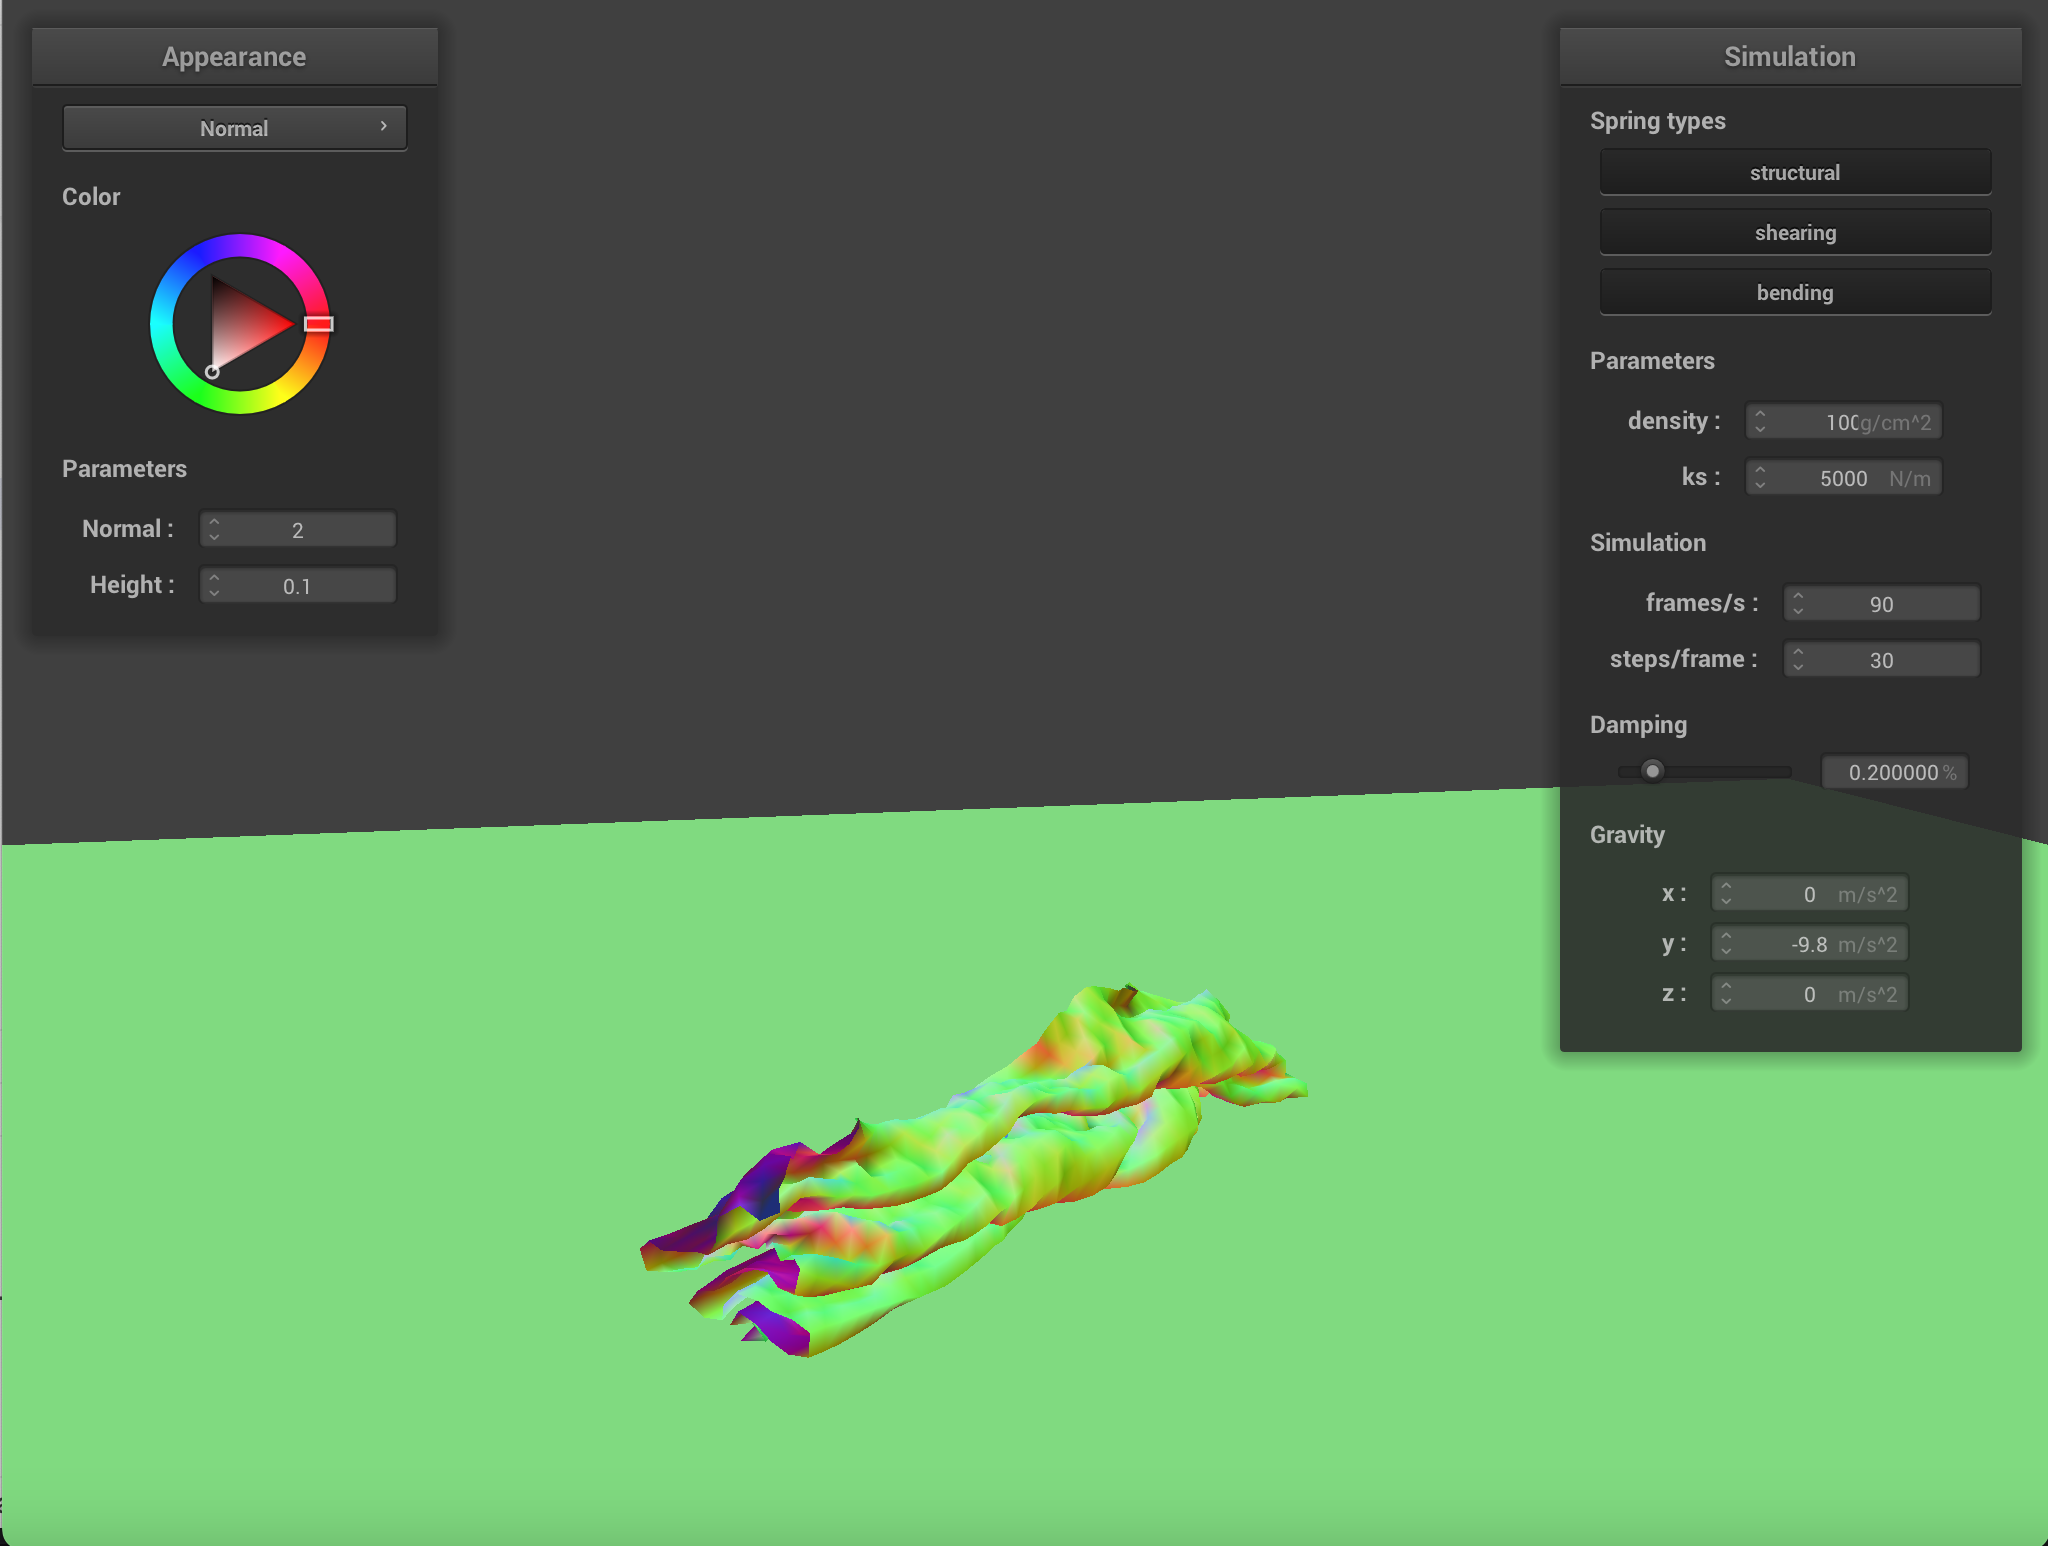 Appearance
Normal
Color
Parameters
Normal : 2
Height : 0.1
Simulation
Spring types
structural
shearing
bending
Parameters
density : 100 g/cm^2
ks : 5000 N/m
Simulation
frames/s : 90
steps/frame : 30
Damping
0.200000 %
Gravity
x : 0 m/s^2
y : -9.8 m/s^2
z : 0 m/s^2